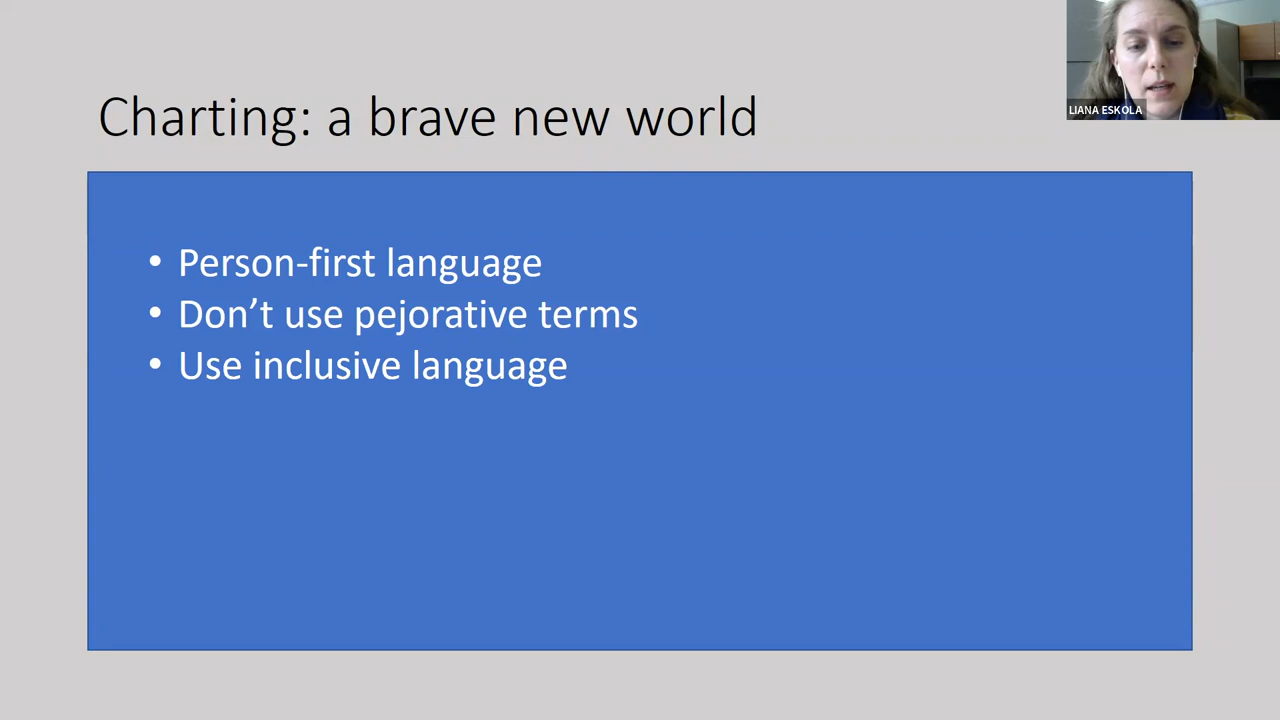 Charting: a brave new world
LIANA ESKOLA
• Person-first language
• Don’t use pejorative terms
• Use inclusive language